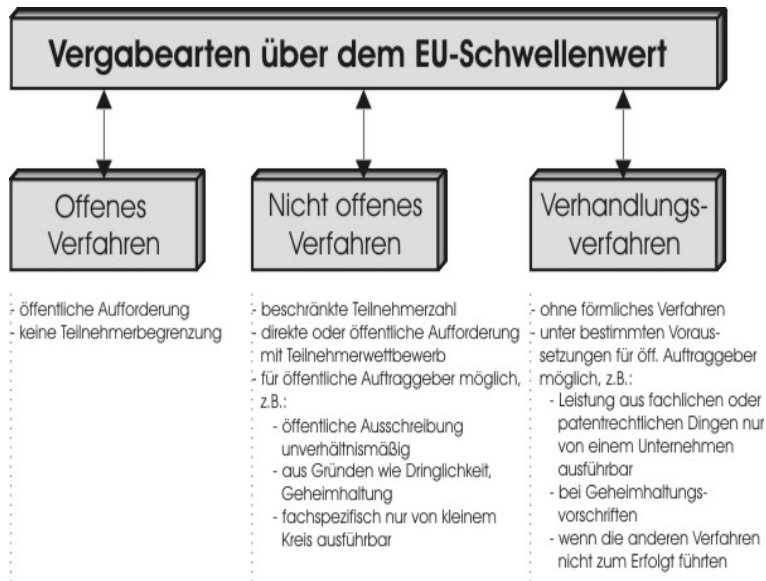 Vergabearten über dem EU-Schwellenwert
Offenes
Verfahren
- öffentliche Aufforderung
- keine Teilnehmerbegrenzung
Nicht offenes
Verfahren
- beschränkte Teilnehmerzahl
- direkte oder öffentliche Aufforderung
mit Teilnehmerwettbewerb
- für öffentliche Auftraggeber möglich,
z.B.:
- öffentliche Ausschreibung
unverhältnismäßig
- aus Gründen wie Dringlichkeit,
Geheimhaltung
- fachspezifisch nur von kleinem
Kreis ausführbar
Verhandlungs-
verfahren
- ohne förmliches Verfahren
- unter bestimmten Voraus-
setzungen für öff. Auftraggeber
möglich, z.B.:
- Leistung aus fachlichen oder
patentrechtlichen Dingen nur
von einem Unternehmen
ausführbar
- bei Geheimhaltungs-
vorschriften
- wenn die anderen Verfahren
nicht zum Erfolgt führten